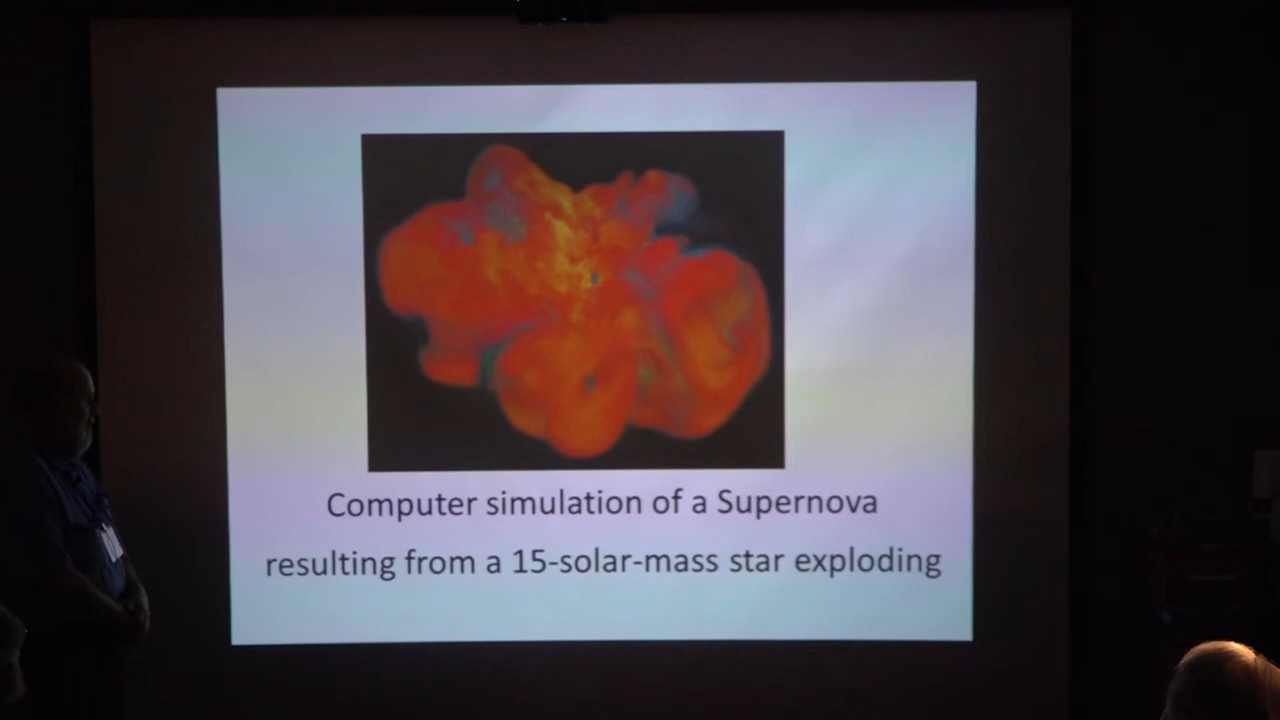 Computer simulation of a Supernova
resulting from a 15-solar-mass star exploding